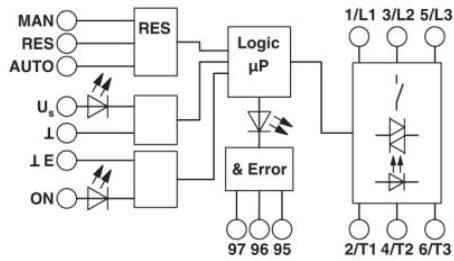 MAN
RES
AUTO
RES
Us
⊥
⊥ E
ON
Logic
µP
& Error
97 96 95
1/L1 3/L2 5/L3
2/T1 4/T2 6/T3